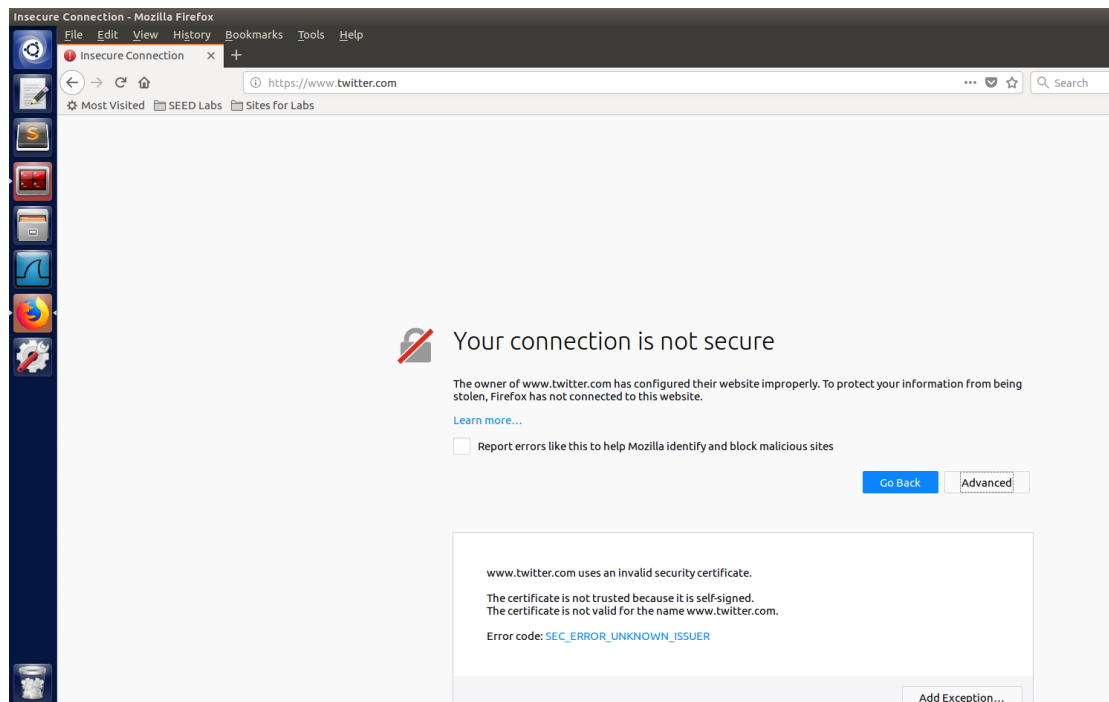 Insecure Connection - Mozilla Firefox
File Edit View History Bookmarks Tools Help
Insecure Connection × +
https://www.twitter.com
Search
Most Visited SEED Labs Sites for Labs
Your connection is not secure
The owner of www.twitter.com has configured their website improperly. To protect your information from being
stolen, Firefox has not connected to this website.
Learn more…
Report errors like this to help Mozilla identify and block malicious sites
Go Back Advanced
www.twitter.com uses an invalid security certificate.
The certificate is not trusted because it is self-signed.
The certificate is not valid for the name www.twitter.com.
Error code: SEC_ERROR_UNKNOWN_ISSUER
Add Exception…